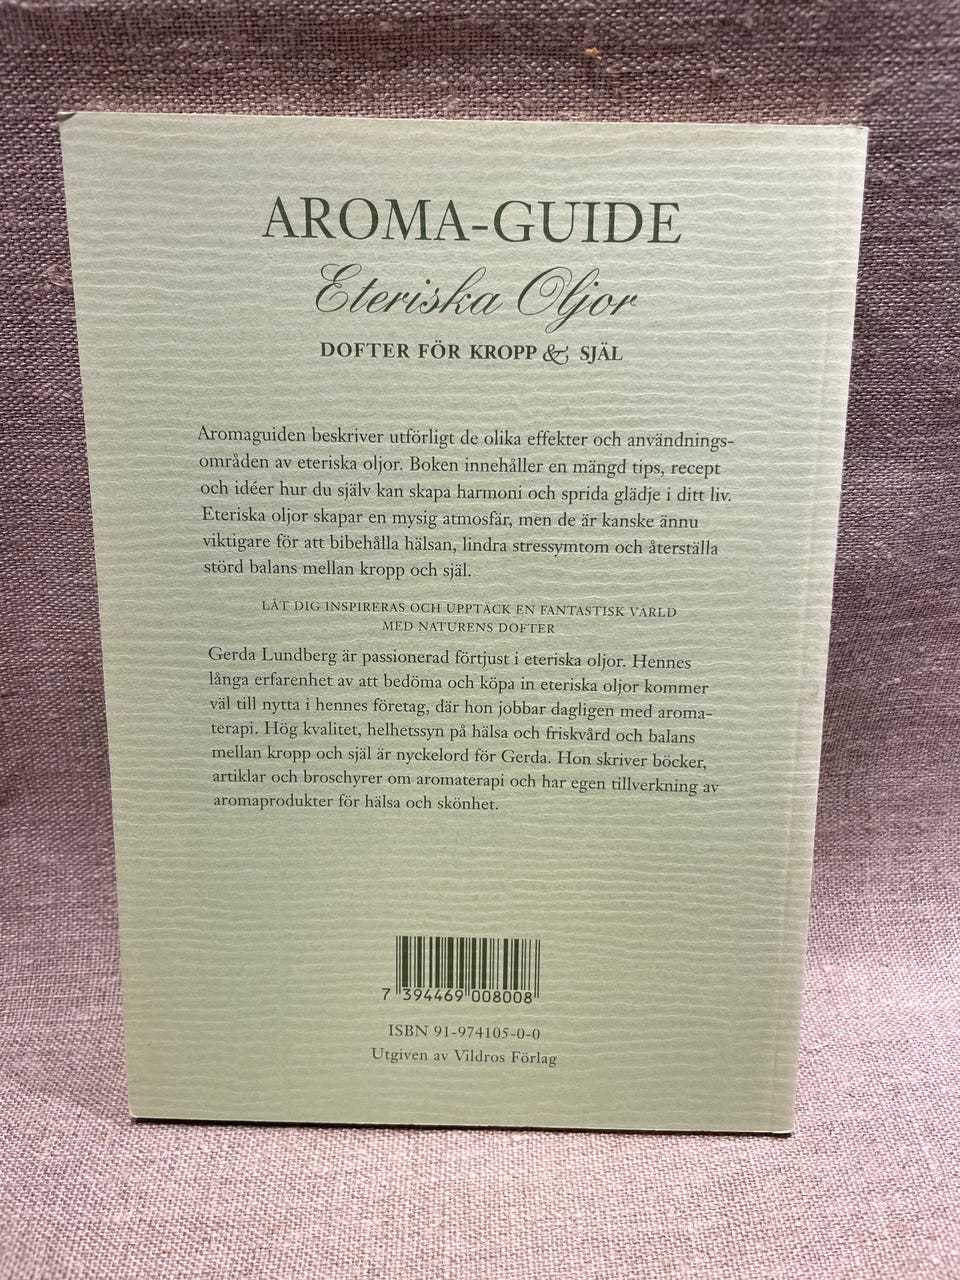 AROMA-GUIDE
Eteriska Oljor
DOFTER FÖR KROPP & SJÄL
Aromaguiden beskriver utförligt de olika effekter och användnings-
områden av eteriska oljor. Boken innehåller en mängd tips, recept
och idéer hur du själv kan skapa harmoni och sprida glädje i ditt liv.
Eteriska oljor skapar en mysig atmosfär, men de är kanske ännu
viktigare för att bibehålla hälsan, lindra stressymtom och återställa
störd balans mellan kropp och själ.
LÅT DIG INSPIRERAS OCH UPPTÄCK EN FANTASTISK VÄRLD
MED NATURENS DOFTER
Gerda Lundberg är passionerad förtjust i eteriska oljor. Hennes
långa erfarenhet av att bedöma och köpa in eteriska oljor kommer
väl till nytta i hennes företag, där hon jobbar dagligen med aroma-
terapi. Hög kvalitet, helhetssyn på hälsa och friskvård och balans
mellan kropp och själ är nyckelord för Gerda. Hon skriver böcker,
artiklar och broschyrer om aromaterapi och har egen tillverkning av
aromaprodukter för hälsa och skönhet.
7 394469 008008
ISBN 91-974105-0-0
Utgiven av Vildros Förlag